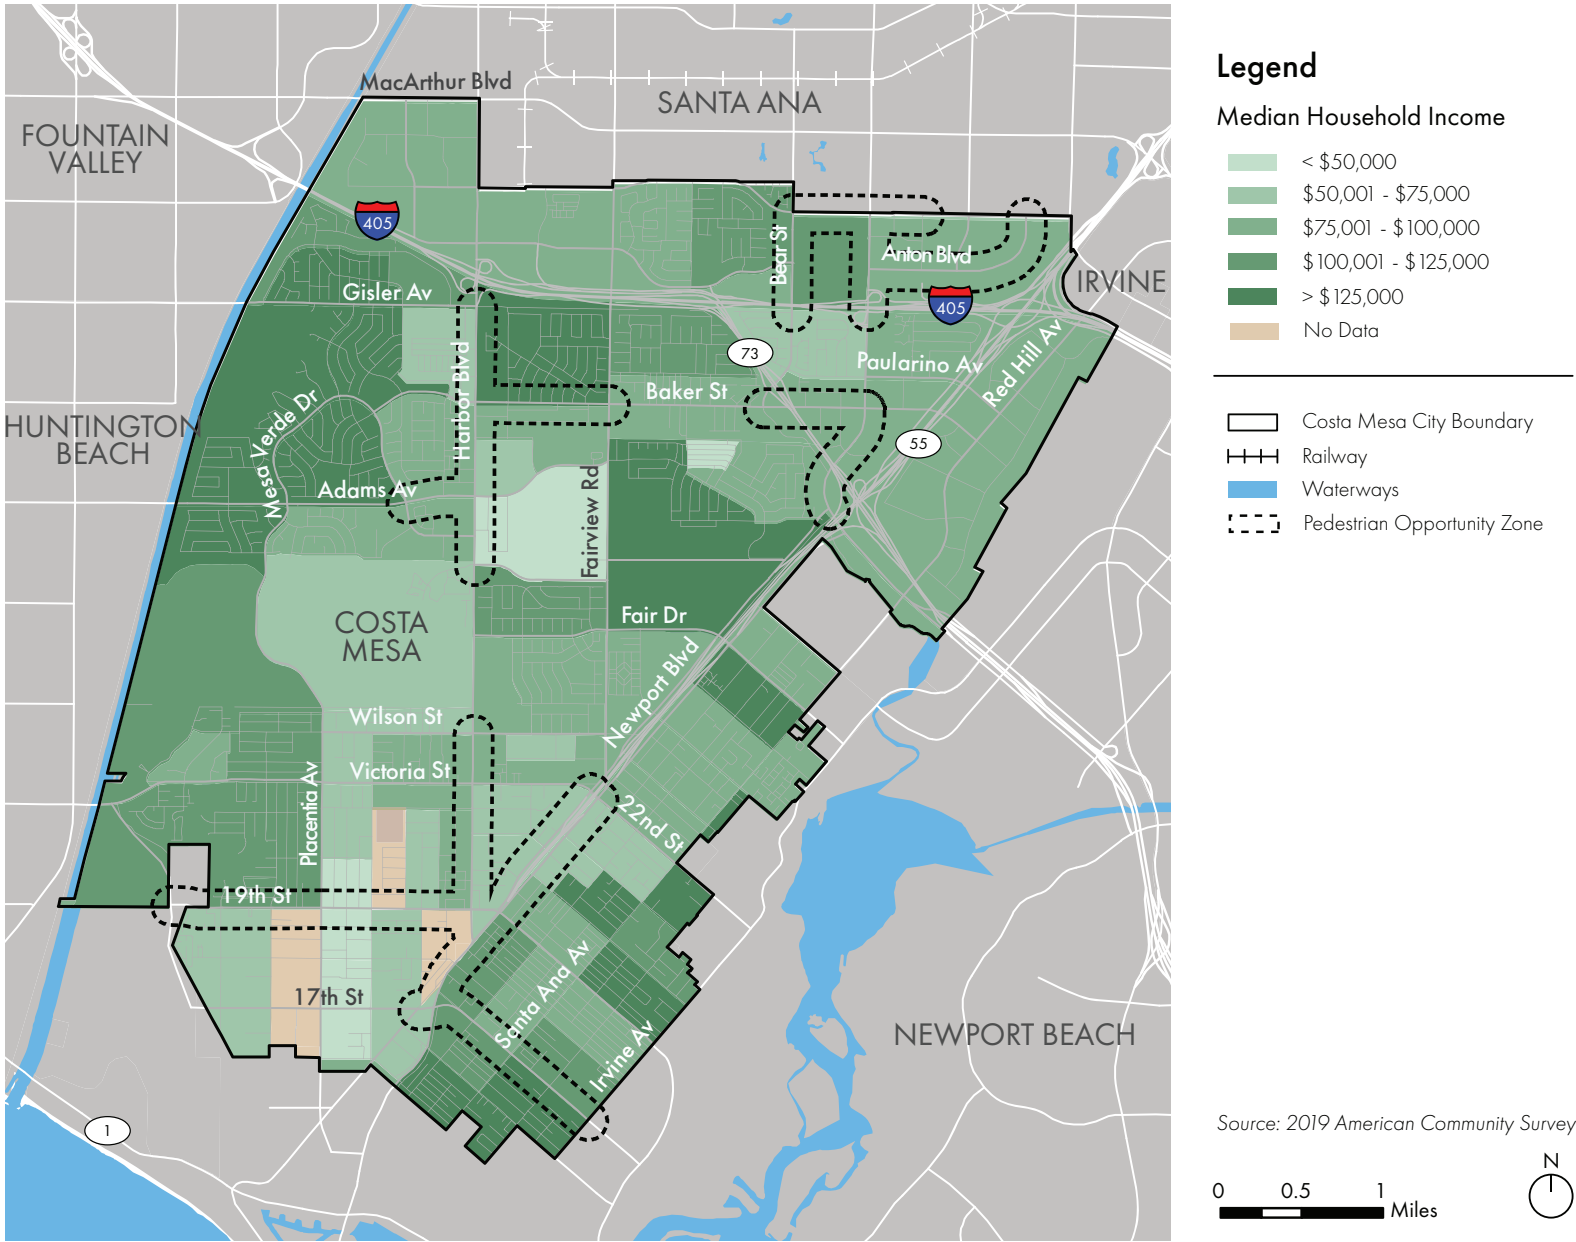 MacArthur Blvd
SANTA ANA
FOUNTAIN
VALLEY
405
Bear St
Anton Blvd
IRVINE
Gisler Av
405
73
Paularino Av
Red Hill Av
Baker St
Harbor Blvd
HUNTINGTON
BEACH
Mesa Verde Dr
55
Adams Av
Fairview Rd
COSTA
MESA
Fair Dr
Newport Blvd
Wilson St
Victoria St
Placentia Av
22nd St
19th St
17th St
Santa Ana Av
Irvine Av
NEWPORT BEACH
1
Legend
Median Household Income
< $50,000
$50,001 - $75,000
$75,001 - $100,000
$100,001 - $125,000
> $125,000
No Data
Costa Mesa City Boundary
Railway
Waterways
Pedestrian Opportunity Zone
Source: 2019 American Community Survey
N
0 0.5 1
Miles